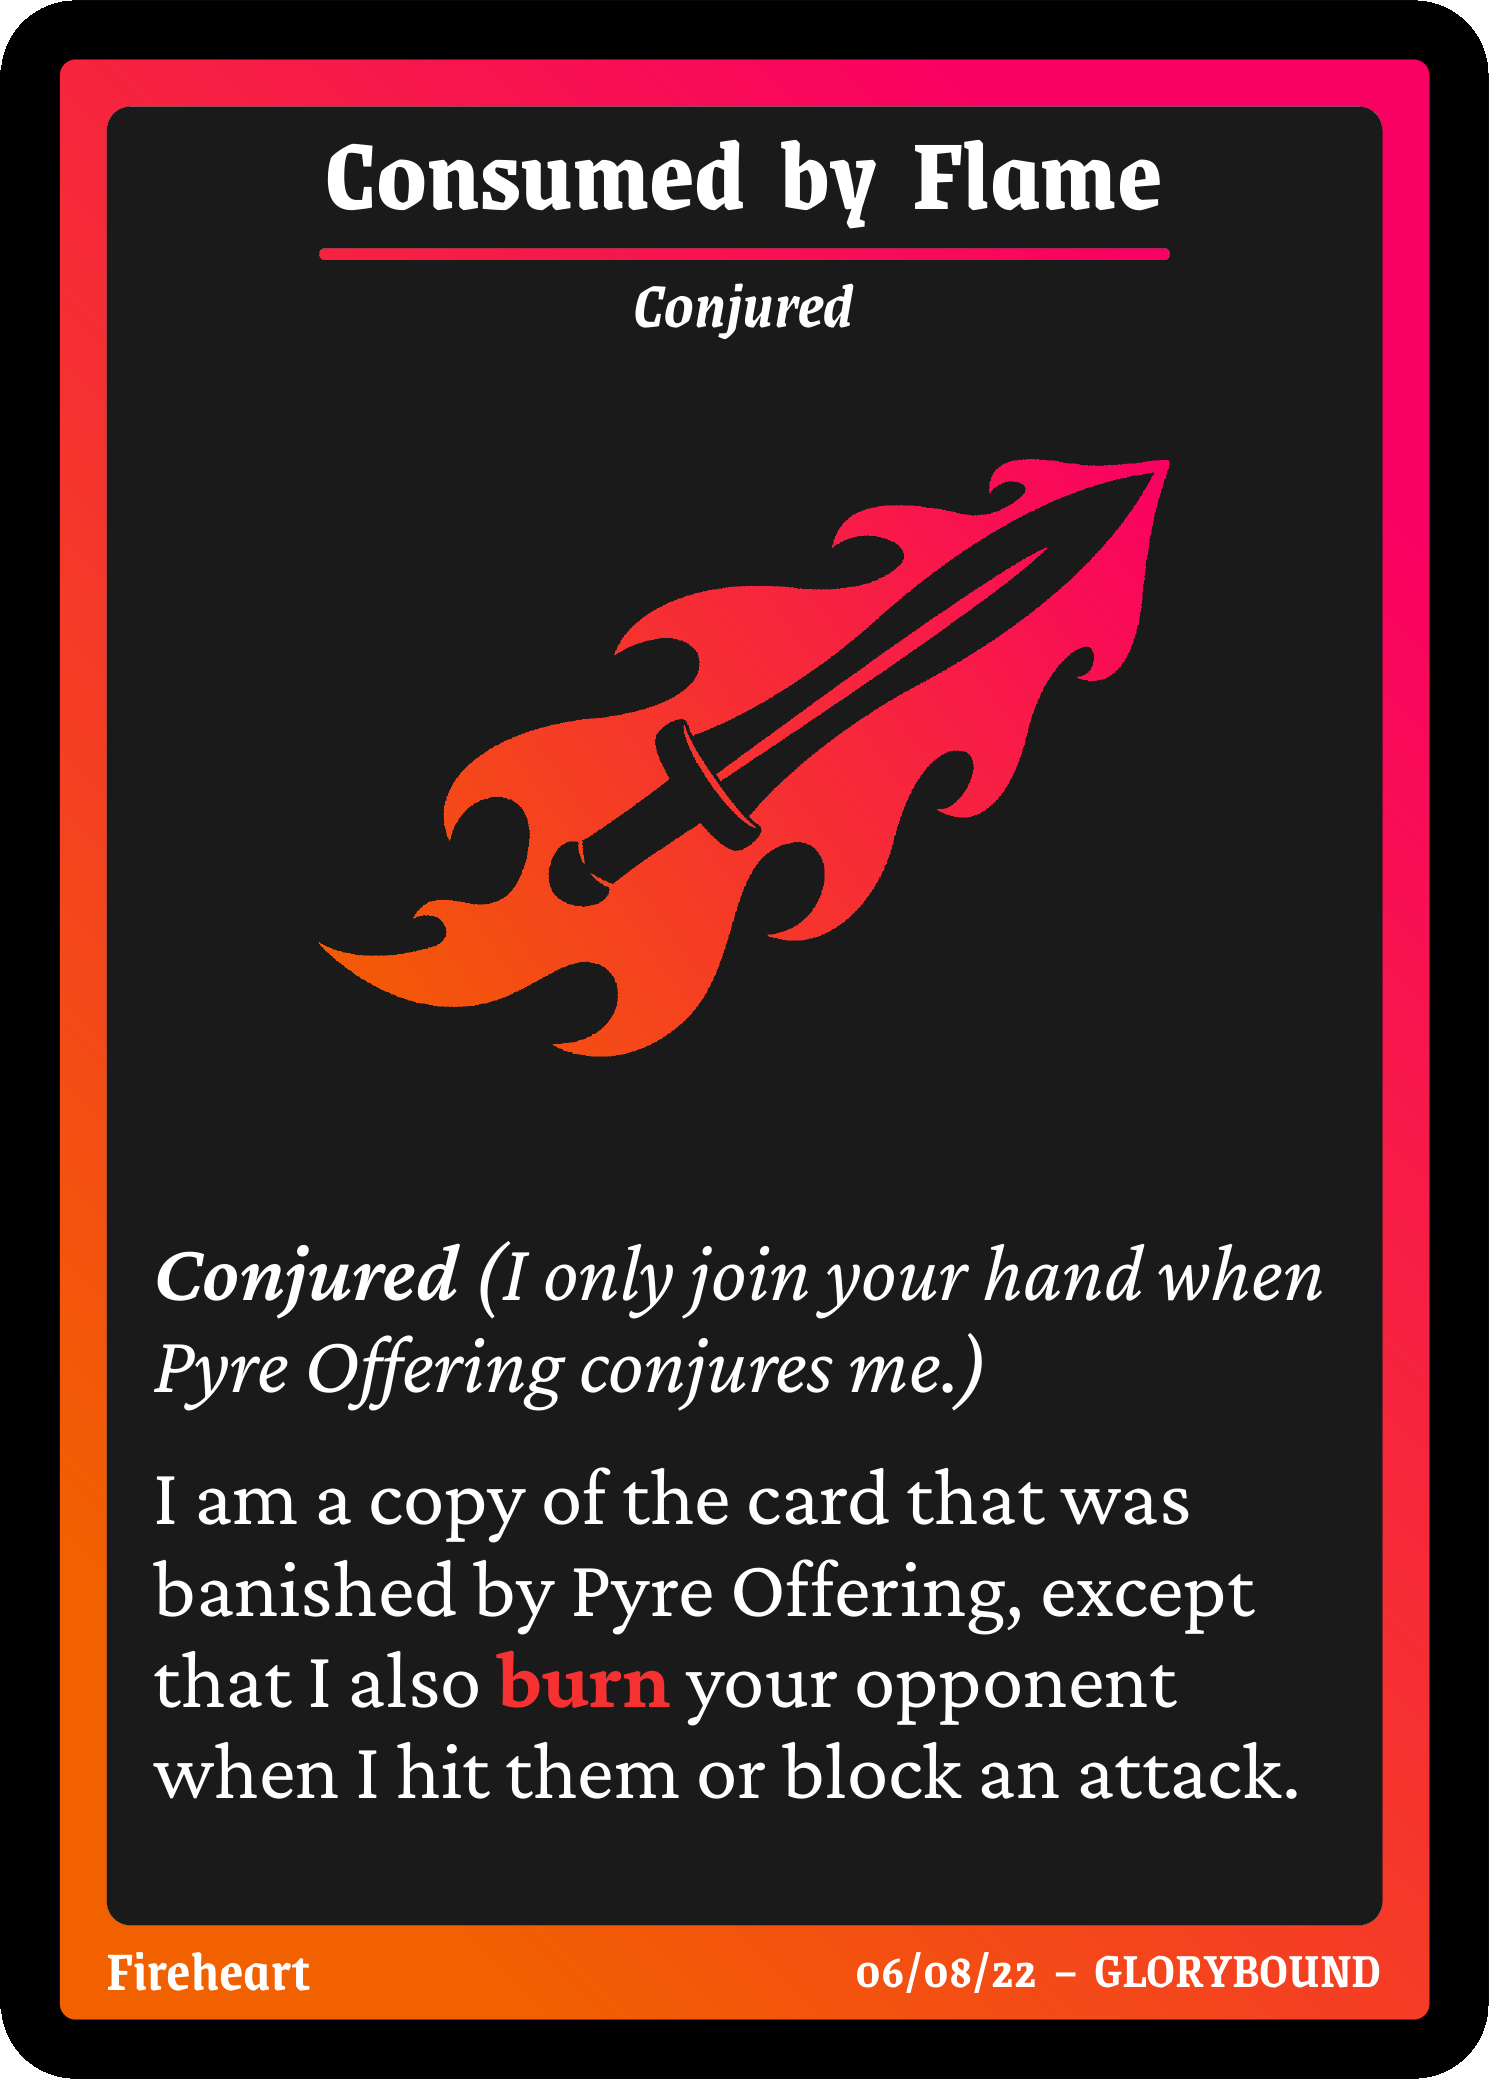 Consumed by Flame
Conjured
Conjured (I only join your hand when
Pyre Offering conjures me.)
I am a copy of the card that was
banished by Pyre Offering, except
that I also burn your opponent
when I hit them or block an attack.
Fireheart
06/08/22 – GLORYBOUND